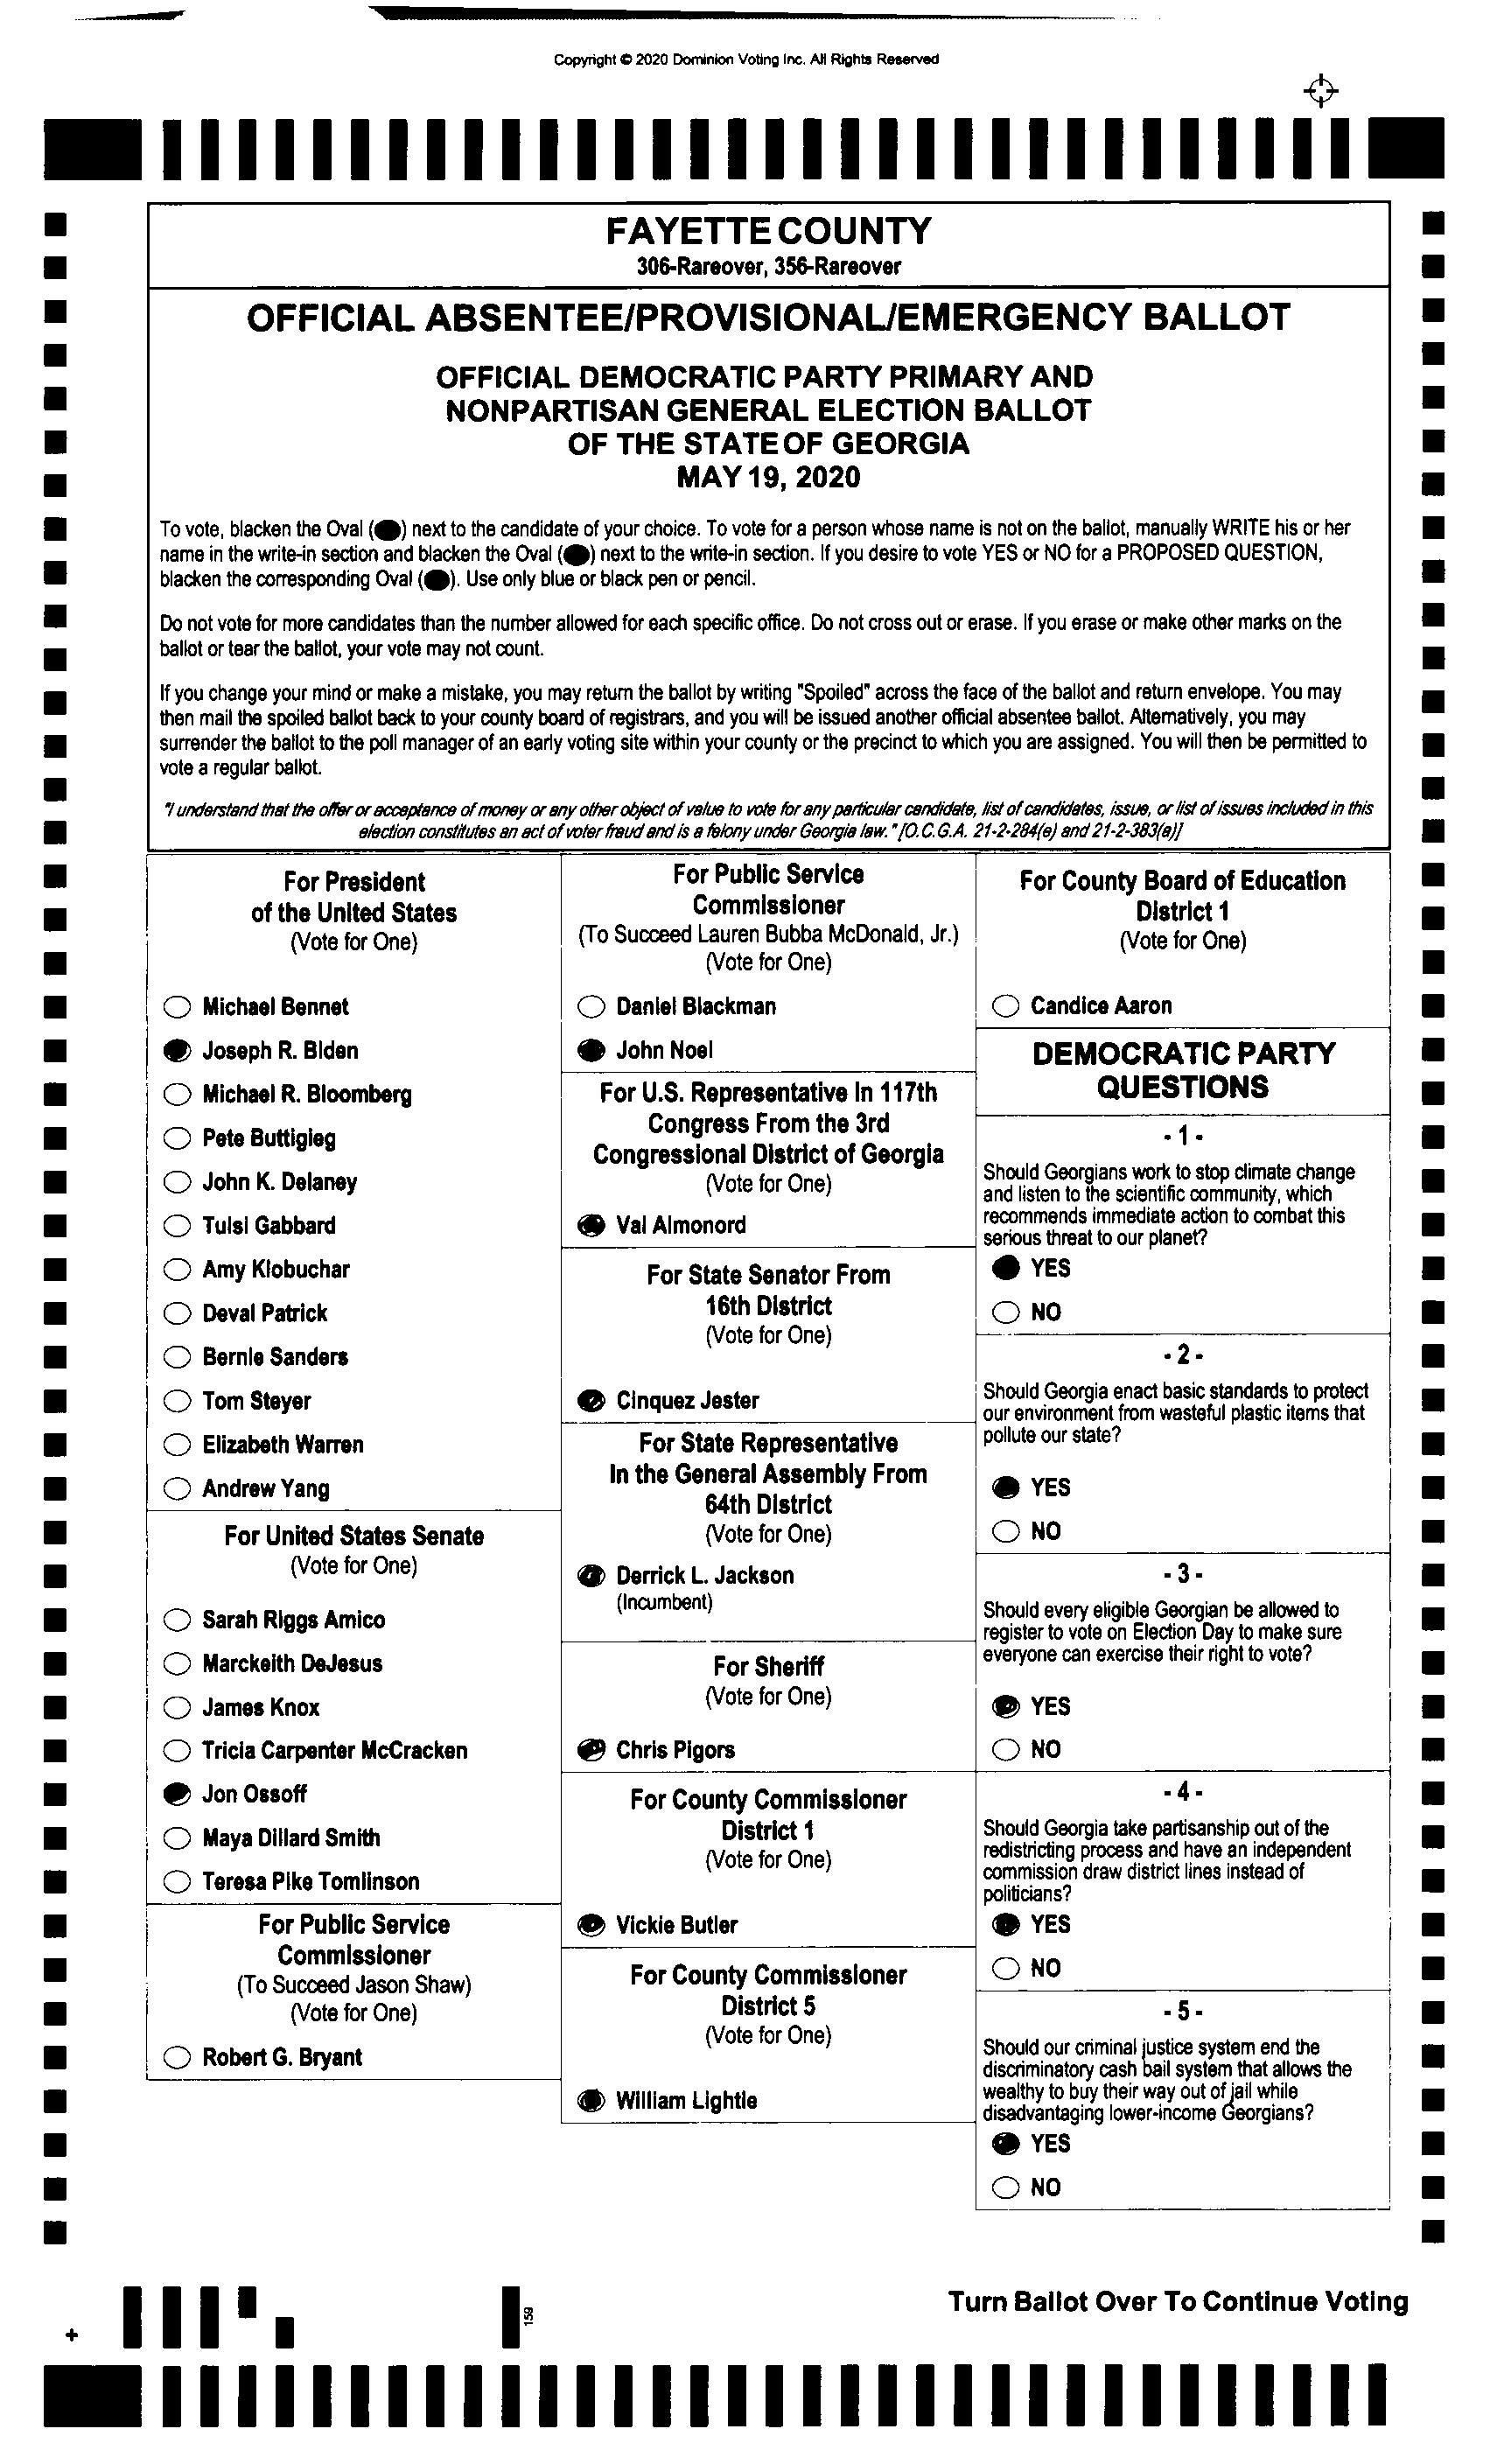 Copyright © 2020 Dominion Voting Inc. All Rights Reserved
FAYETTE COUNTY
306-Rareover, 356-Rareover
OFFICIAL ABSENTEE/PROVISIONAL/EMERGENCY BALLOT
OFFICIAL DEMOCRATIC PARTY PRIMARY AND
NONPARTISAN GENERAL ELECTION BALLOT
OF THE STATE OF GEORGIA
MAY 19, 2020
To vote, blacken the Oval ( ) next to the candidate of your choice. To vote for a person whose name is not on the ballot, manually WRITE his or her
name in the write-in section and blacken the Oval ( ) next to the write-in section. If you desire to vote YES or NO for a PROPOSED QUESTION,
blacken the corresponding Oval ( ). Use only blue or black pen or pencil.
Do not vote for more candidates than the number allowed for each specific office. Do not cross out or erase. If you erase or make other marks on the
ballot or tear the ballot, your vote may not count.
If you change your mind or make a mistake, you may return the ballot by writing "Spoiled" across the face of the ballot and return envelope. You may
then mail the spoiled ballot back to your county board of registrars, and you will be issued another official absentee ballot. Alternatively, you may
surrender the ballot to the poll manager of an early voting site within your county or the precinct to which you are assigned. You will then be permitted to
vote a regular ballot.
"I understand that the offer or acceptance of money or any other object of value to vote for any particular candidate, list of candidates, issue, or list of issues included in this
election constitutes an act of voter fraud and is a felony under Georgia law." [O.C.G.A. 21-2-284(e) and 21-2-383(a)]
For President
of the United States
(Vote for One)
Michael Bennet
Joseph R. Biden
Michael R. Bloomberg
Pete Buttigieg
John K. Delaney
Tulsi Gabbard
Amy Klobuchar
Deval Patrick
Bernie Sanders
Tom Steyer
Elizabeth Warren
Andrew Yang
For United States Senate
(Vote for One)
Sarah Riggs Amico
Marckeith DeJesus
James Knox
Tricia Carpenter McCracken
Jon Ossoff
Maya Dillard Smith
Teresa Pike Tomlinson
For Public Service
Commissioner
(To Succeed Jason Shaw)
(Vote for One)
Robert G. Bryant
For Public Service
Commissioner
(To Succeed Lauren Bubba McDonald, Jr.)
(Vote for One)
Daniel Blackman
John Noel
For U.S. Representative in 117th
Congress From the 3rd
Congressional District of Georgia
(Vote for One)
Val Almonord
For State Senator From
16th District
(Vote for One)
Cinquez Jester
For State Representative
In the General Assembly From
64th District
(Vote for One)
Derrick L. Jackson
(Incumbent)
For Sheriff
(Vote for One)
Chris Pigors
For County Commissioner
District 1
(Vote for One)
Vickie Butler
For County Commissioner
District 5
(Vote for One)
William Lightle
For County Board of Education
District 1
(Vote for One)
Candice Aaron
DEMOCRATIC PARTY
QUESTIONS
- 1 -
Should Georgians work to stop climate change
and listen to the scientific community, which
recommends immediate action to combat this
serious threat to our planet?
YES
NO
- 2 -
Should Georgia enact basic standards to protect
our environment from wasteful plastic items that
pollute our state?
YES
NO
- 3 -
Should every eligible Georgian be allowed to
register to vote on Election Day to make sure
everyone can exercise their right to vote?
YES
NO
- 4 -
Should Georgia take partisanship out of the
redistricting process and have an independent
commission draw district lines instead of
politicians?
YES
NO
- 5 -
Should our criminal justice system end the
discriminatory cash bail system that allows the
wealthy to buy their way out of jail while
disadvantaging lower-income Georgians?
YES
NO
Turn Ballot Over To Continue Voting
159